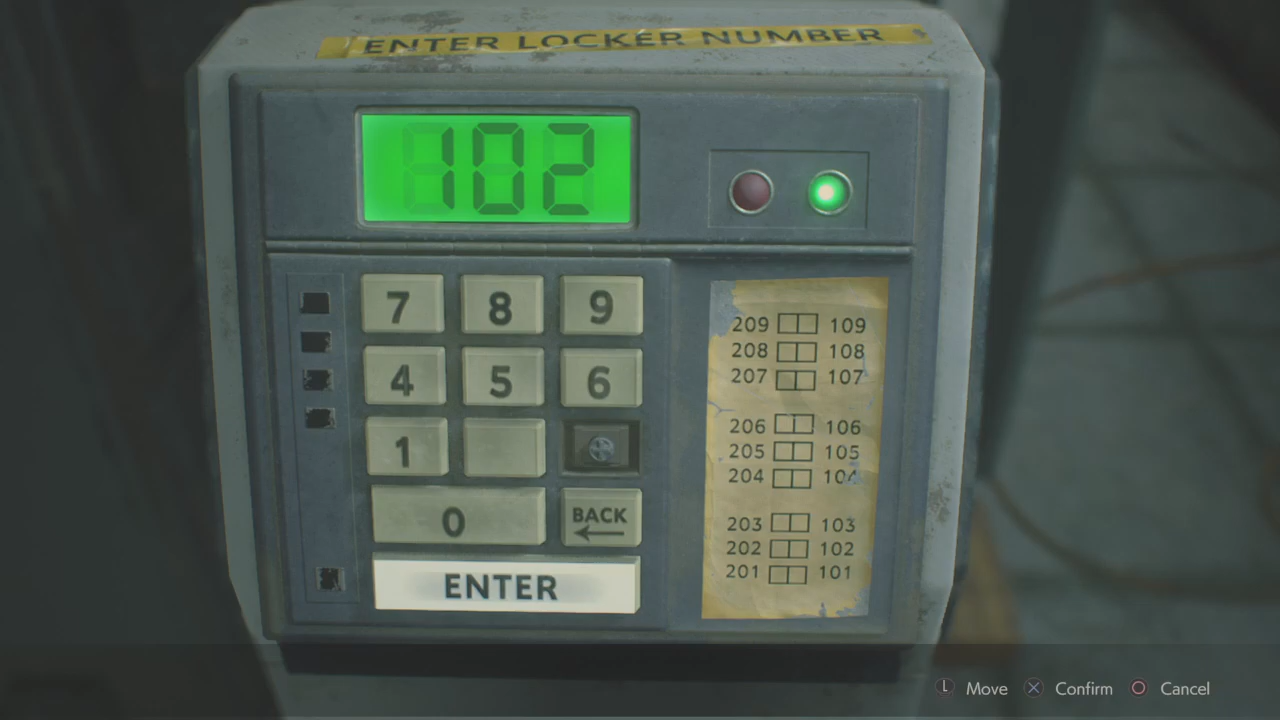 ENTER LOCKER NUMBER
102
7 8 9
4 5 6
1
0 BACK
ENTER
209 109
208 108
207 107
206 106
205 105
204 104
203 103
202 102
201 101
L Move Confirm Cancel